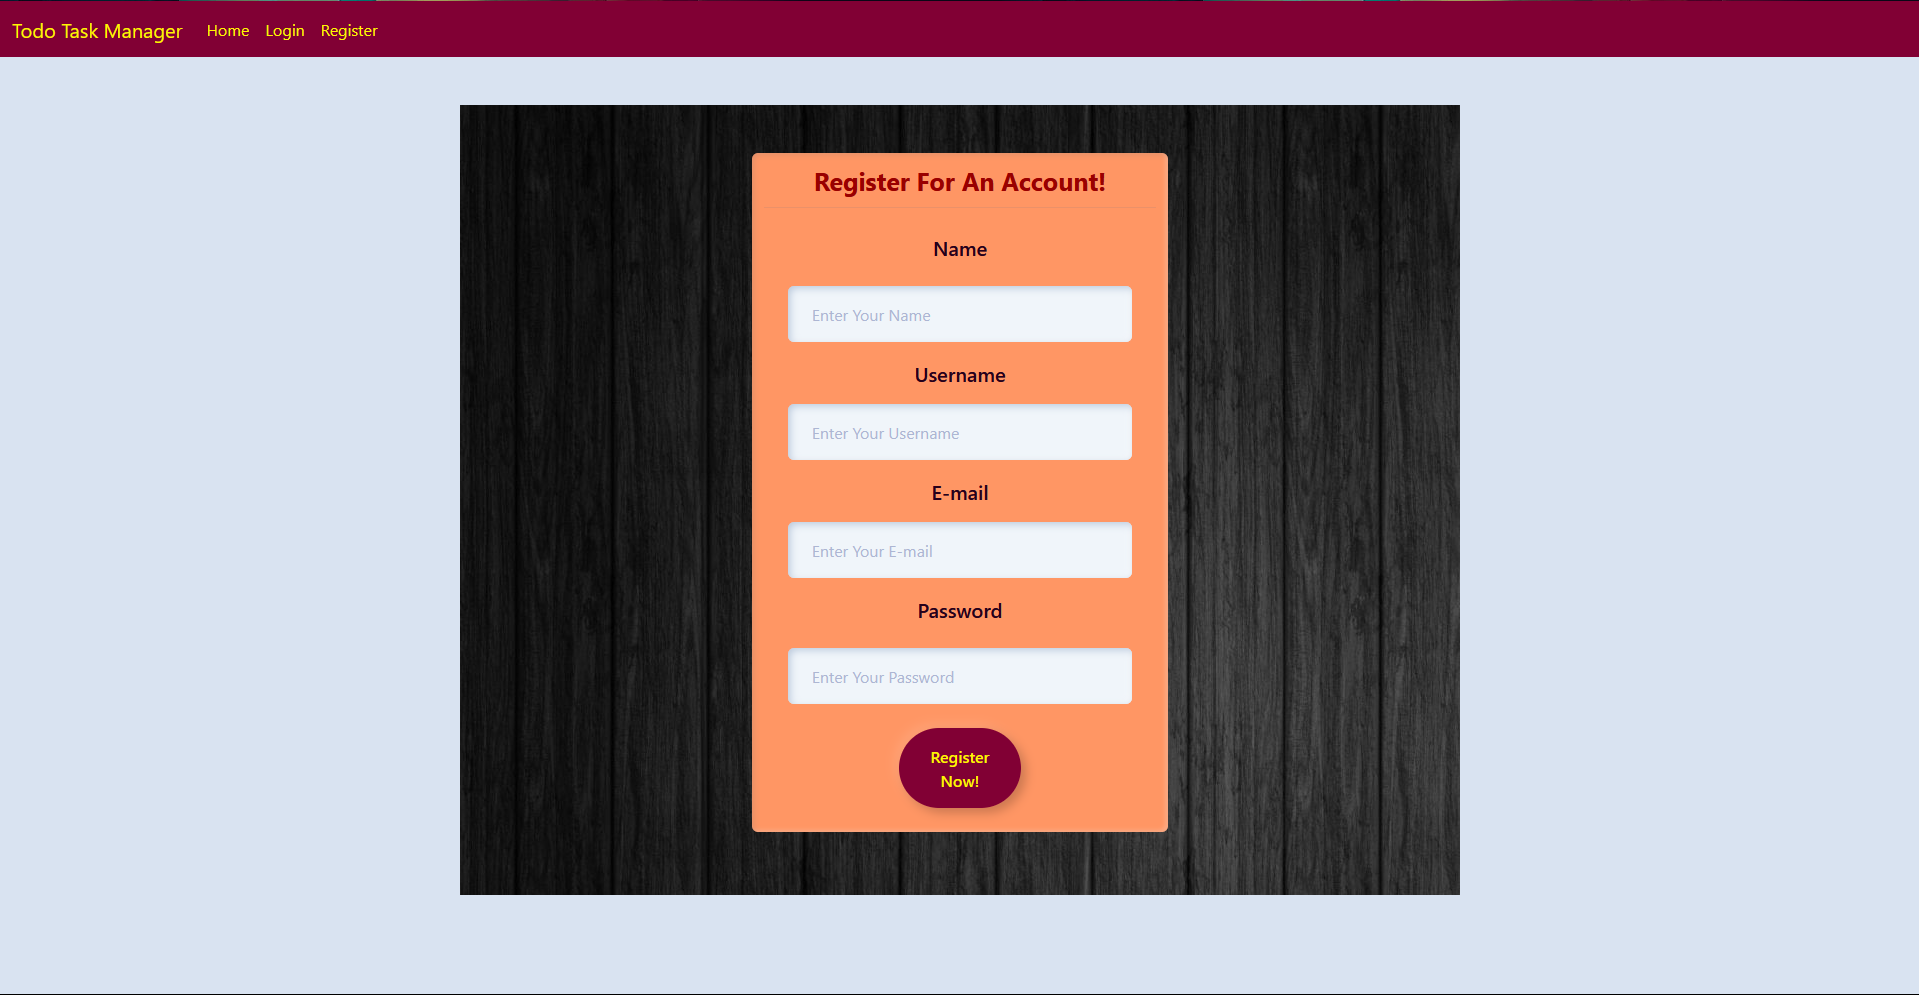 Todo Task Manager Home Login Register
Register For An Account!
Name
Enter Your Name
Username
Enter Your Username
E-mail
Enter Your E-mail
Password
Enter Your Password
Register
Now!